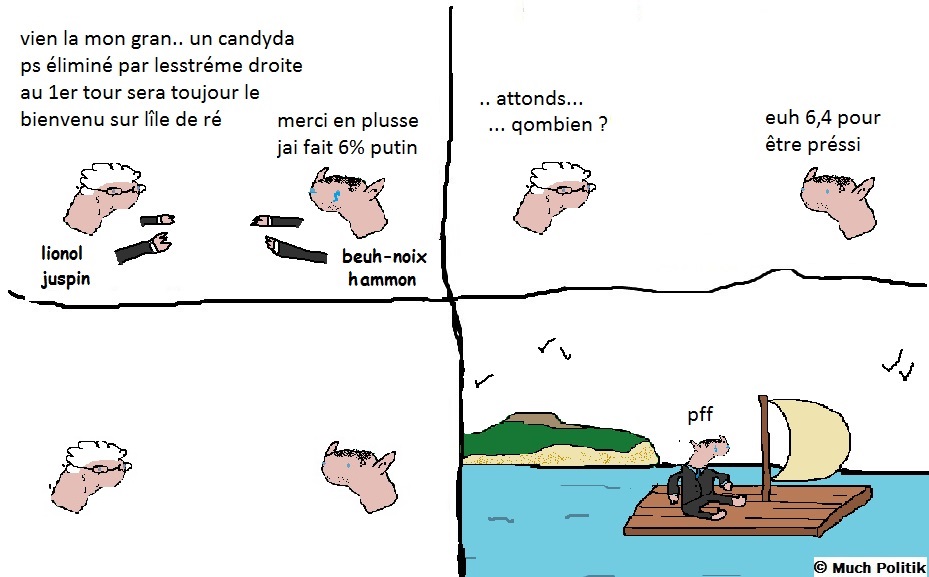 vien la mon gran.. un candyda
ps éliminé par lesstréme droite
au 1er tour sera toujour le
bienvenu sur lîle de ré
merci en plusse
jai fait 6% putin
lionol
juspin
beuh-noix
hammon
.. attonds...
... qombien ?
euh 6,4 pour
être préssi
pff
© Much Politik